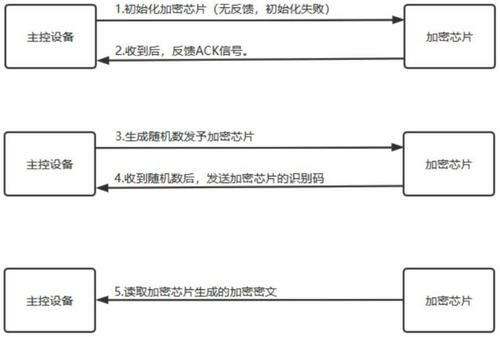 1.初始化加密芯片（无反馈，初始化失败）
主控设备
加密芯片
2.收到后，反馈ACK信号。
3.生成随机数发予加密芯片
主控设备
加密芯片
4.收到随机数后，发送加密芯片的识别码
5.读取加密芯片生成的加密密文
主控设备
加密芯片